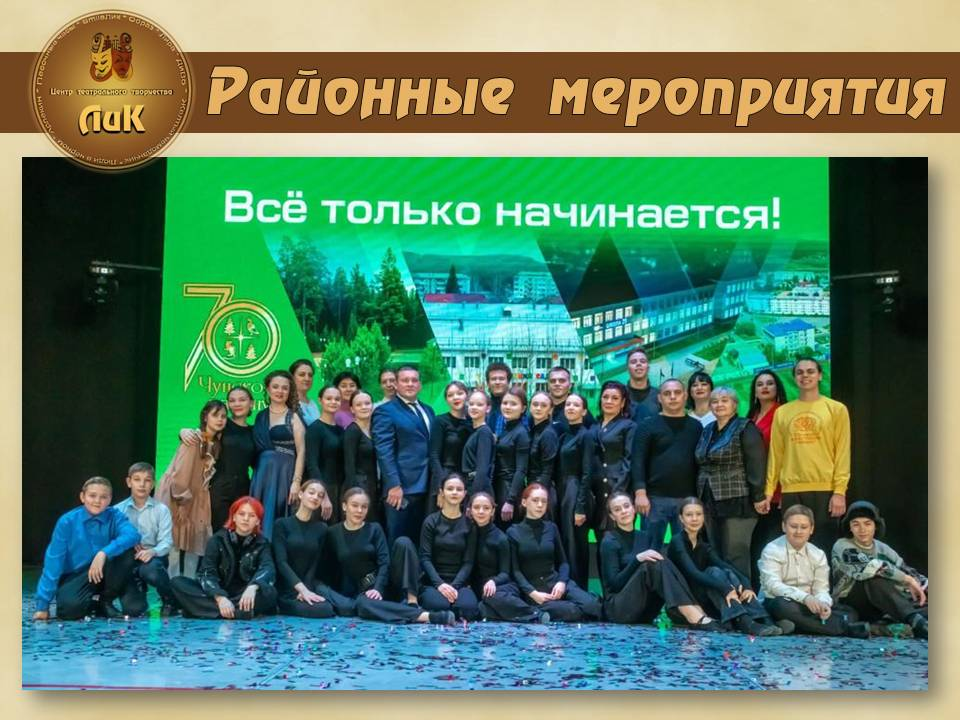 Районные мероприятия
Центр театрального творчества
ЛиК
Всё только начинается!
70